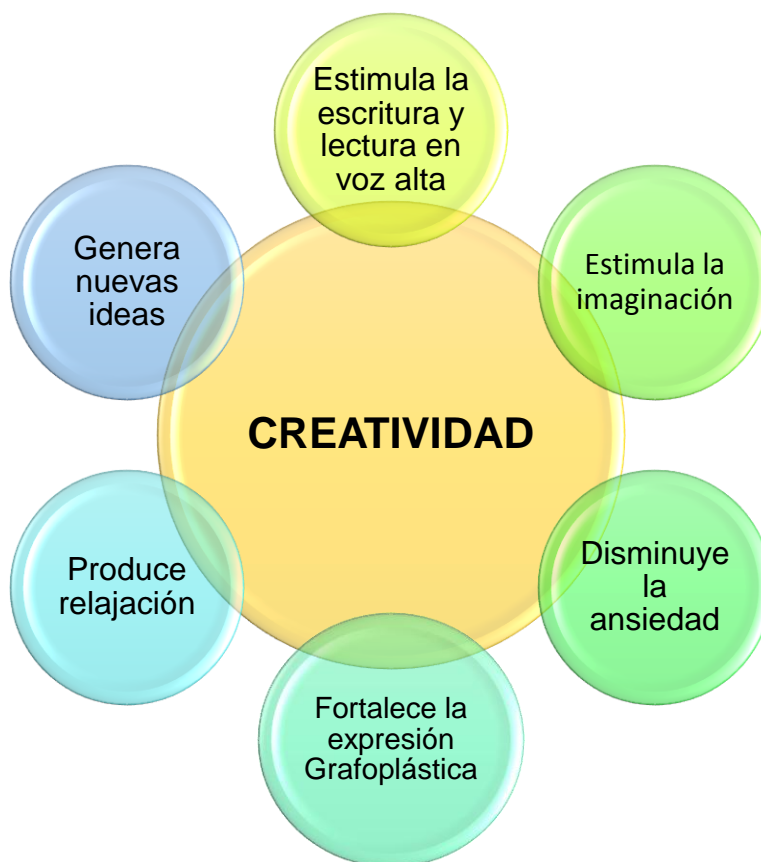 Estimula la
escritura y
lectura en
voz alta
Estimula la
imaginación
Disminuye
la
ansiedad
Fortalece la
expresión
Grafoplástica
Produce
relajación
Genera
nuevas
ideas
CREATIVIDAD